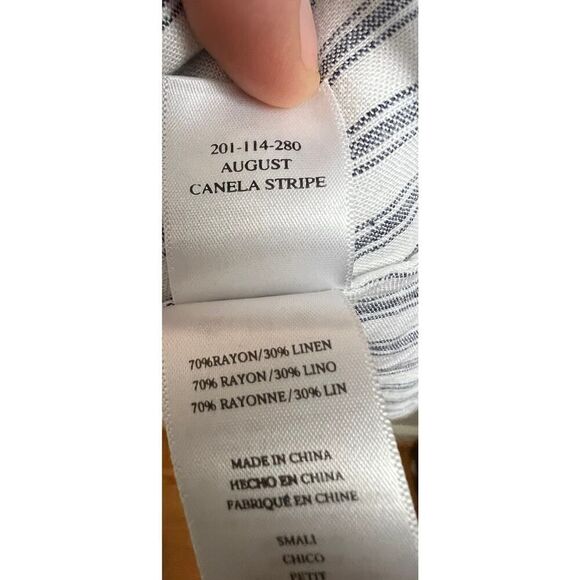 201-114-280
AUGUST
CANELA STRIPE
70%RAYON/30% LINEN
70% RAYON/30% LINO
70% RAYONNE/30% LIN
MADE IN CHINA
HECHO EN CHINA
FABRIQUÉ EN CHINE
SMALL
CHICO
PETIT